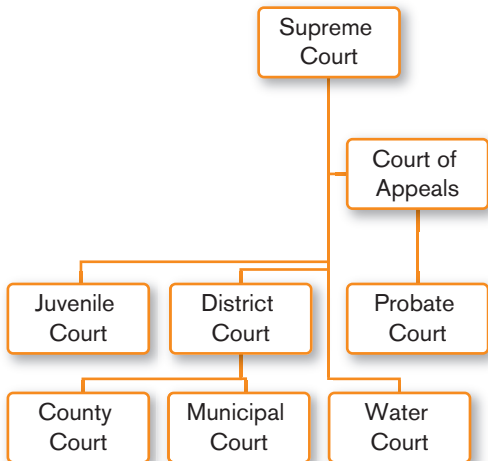 Supreme
Court
Court of
Appeals
Juvenile
Court
District
Court
Probate
Court
County
Court
Municipal
Court
Water
Court